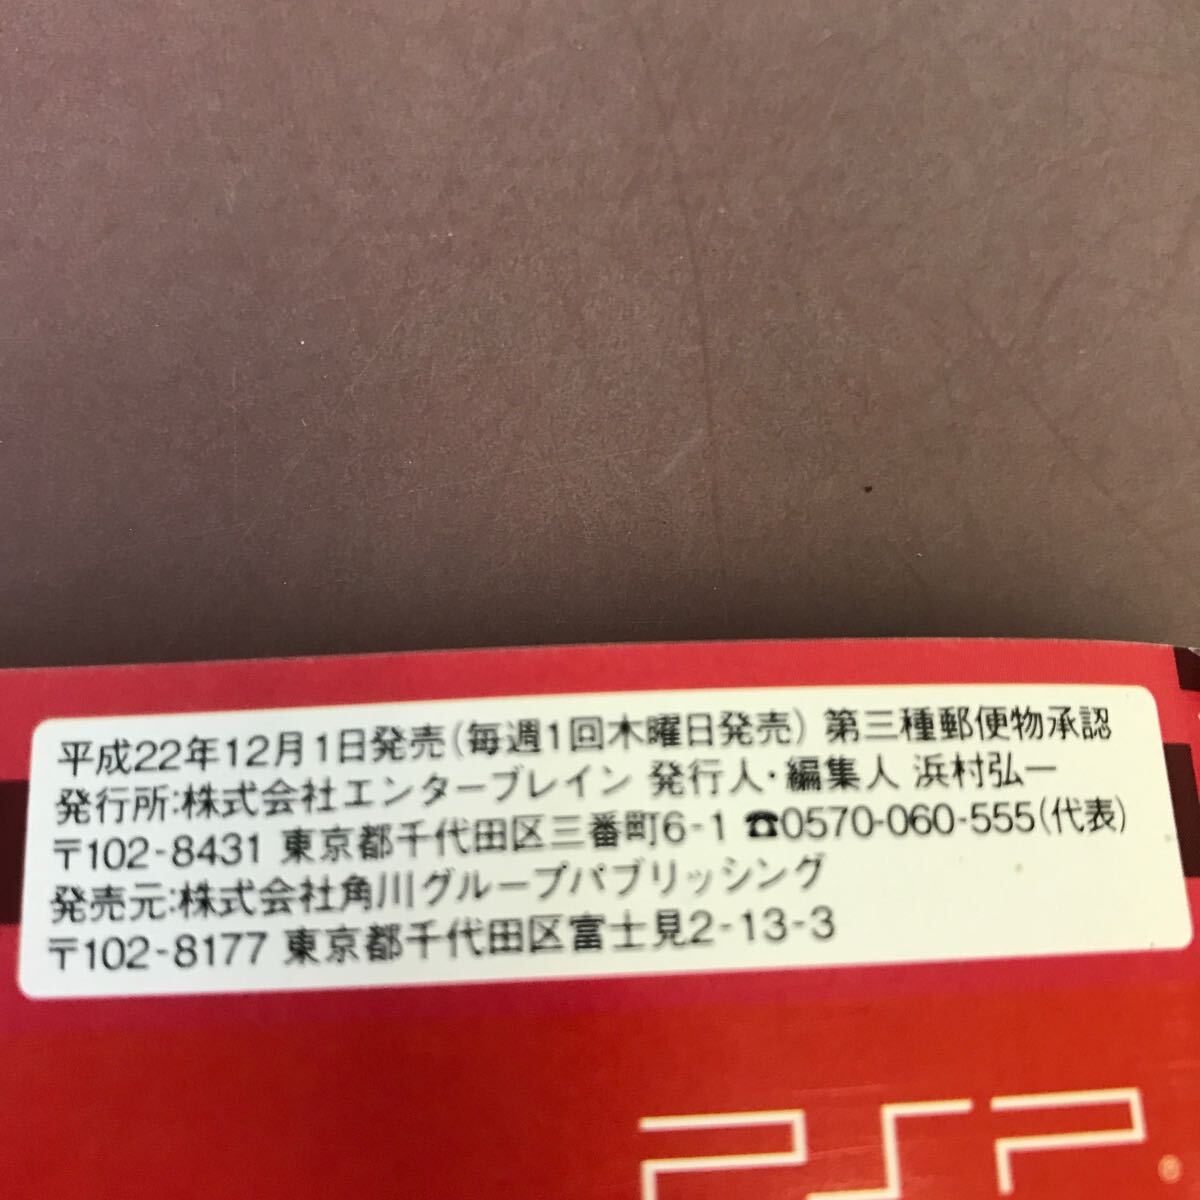 平成22年12月1日発売(毎週1回木曜日発売) 第三種郵便物承認
発行所:株式会社エンターブレイン 発行人・編集人 浜村弘一
〒102-8431 東京都千代田区三番町6-1 ☎0570-060-555(代表)
発売元:株式会社角川グループパブリッシング
〒102-8177 東京都千代田区富士見2-13-3
PSP®